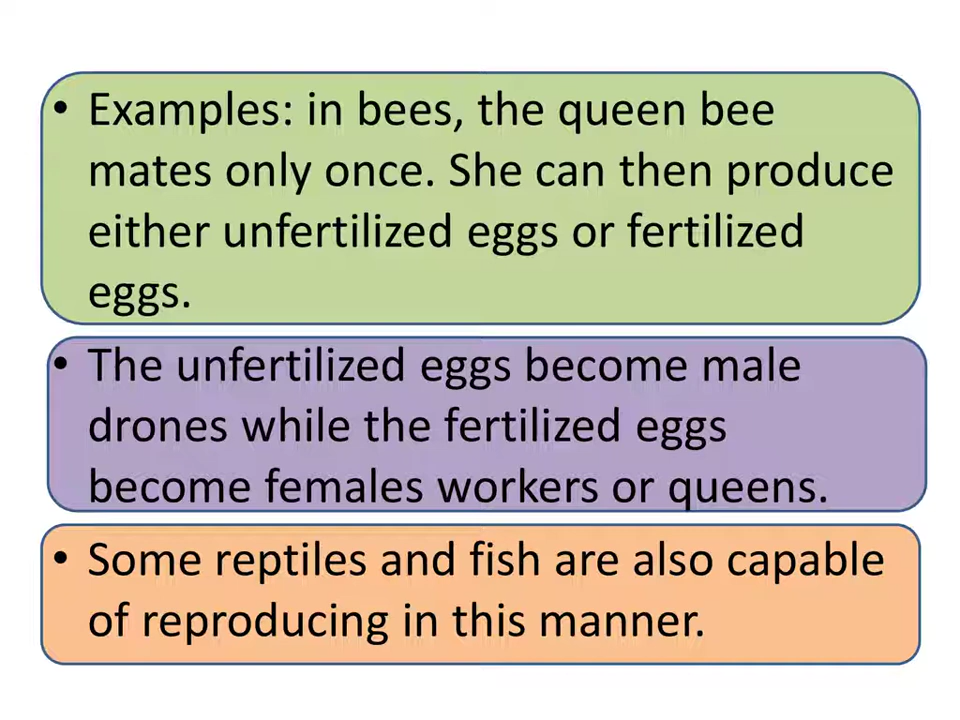 • Examples: in bees, the queen bee
mates only once. She can then produce
either unfertilized eggs or fertilized
eggs.
• The unfertilized eggs become male
drones while the fertilized eggs
become females workers or queens.
• Some reptiles and fish are also capable
of reproducing in this manner.